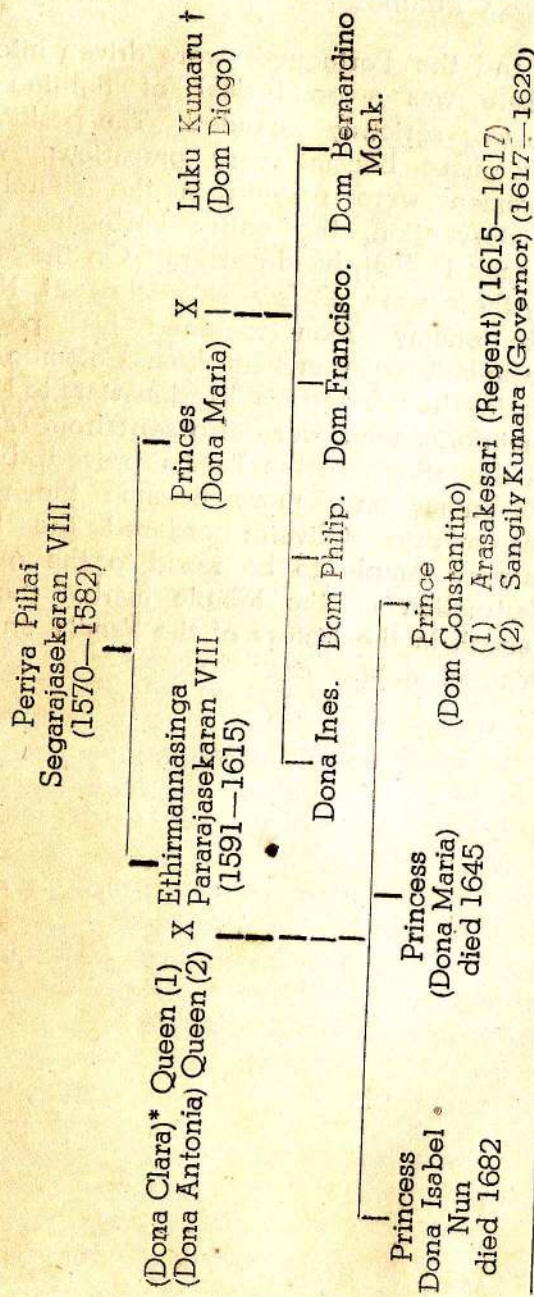 Periya Pillai
Segarajasekaran VIII
(1570—1582)
(Dona Clara)* Queen (1)
(Dona Antonia) Queen (2)
X
Ethirmannasinga
Pararajasekaran VIII
(1591—1615)
Princes
(Dona Maria)
X
Luku Kumaru †
(Dom Diogo)
Dona Ines. Dom Philip. Dom Francisco. Dom Bernardino
Monk.
Princess
Dona Isabel
Nun
died 1682
Princess
(Dona Maria)
died 1645
Prince
(Dom Constantino)
(1) Arasakesari (Regent) (1615—1617)
(2) Sangily Kumara (Governor) (1617—1620)